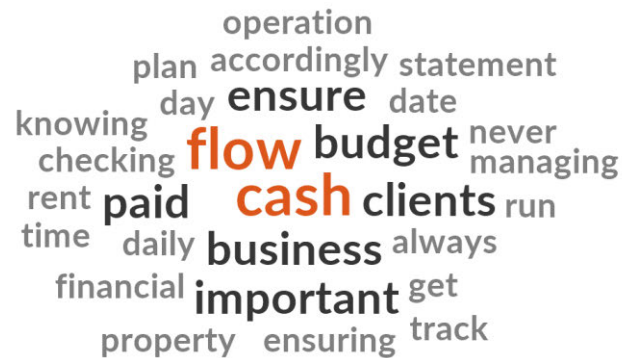 operation
plan accordingly statement
day ensure date
knowing flow budget never
checking managing
rent paid cash clients run
time daily business always
financial important get
property ensuring track